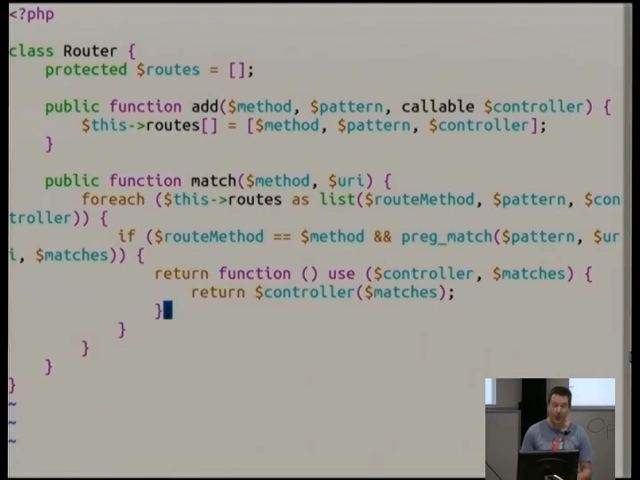 <?php
class Router {
protected $routes = [];
public function add($method, $pattern, callable $controller) {
$this->routes[] = [$method, $pattern, $controller];
}
public function match($method, $uri) {
foreach ($this->routes as list($routeMethod, $pattern, $con
troller)) {
if ($routeMethod == $method && preg_match($pattern, $ur
i, $matches)) {
return function () use ($controller, $matches) {
return $controller($matches);
};
}
}
}
}
~
~
~